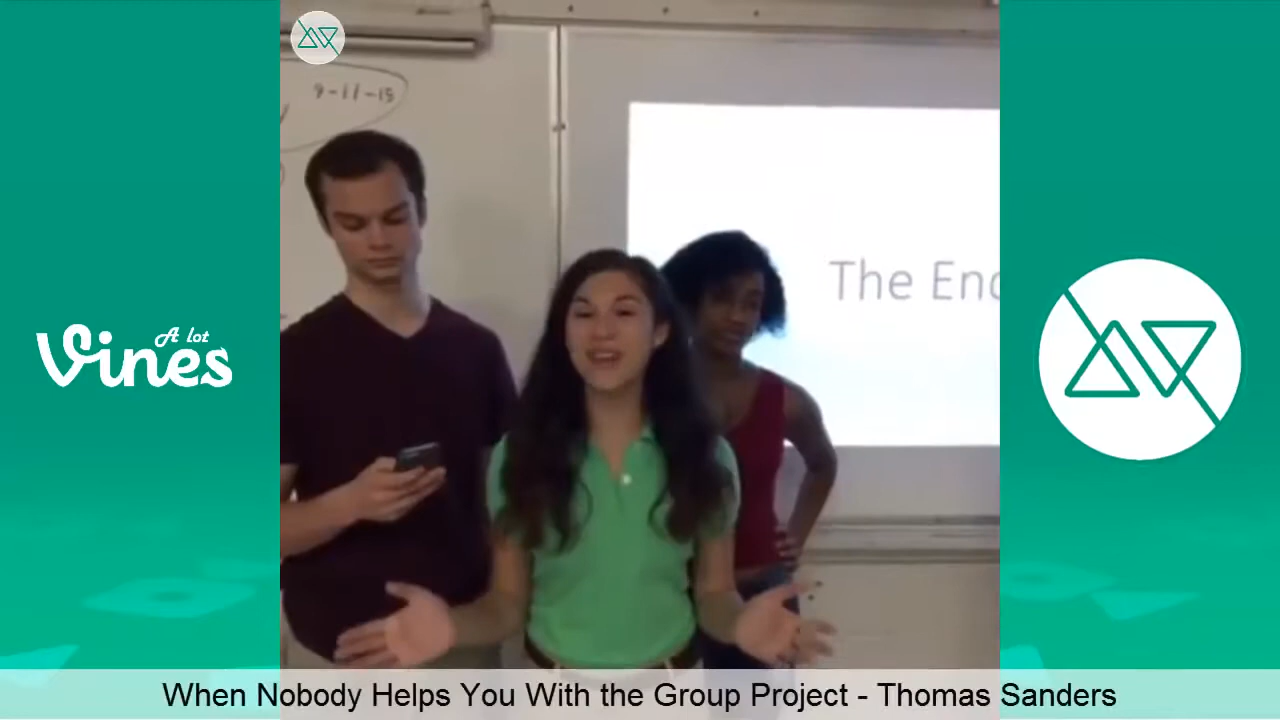 9-11-15
The End
A lot
Vines
When Nobody Helps You With the Group Project - Thomas Sanders